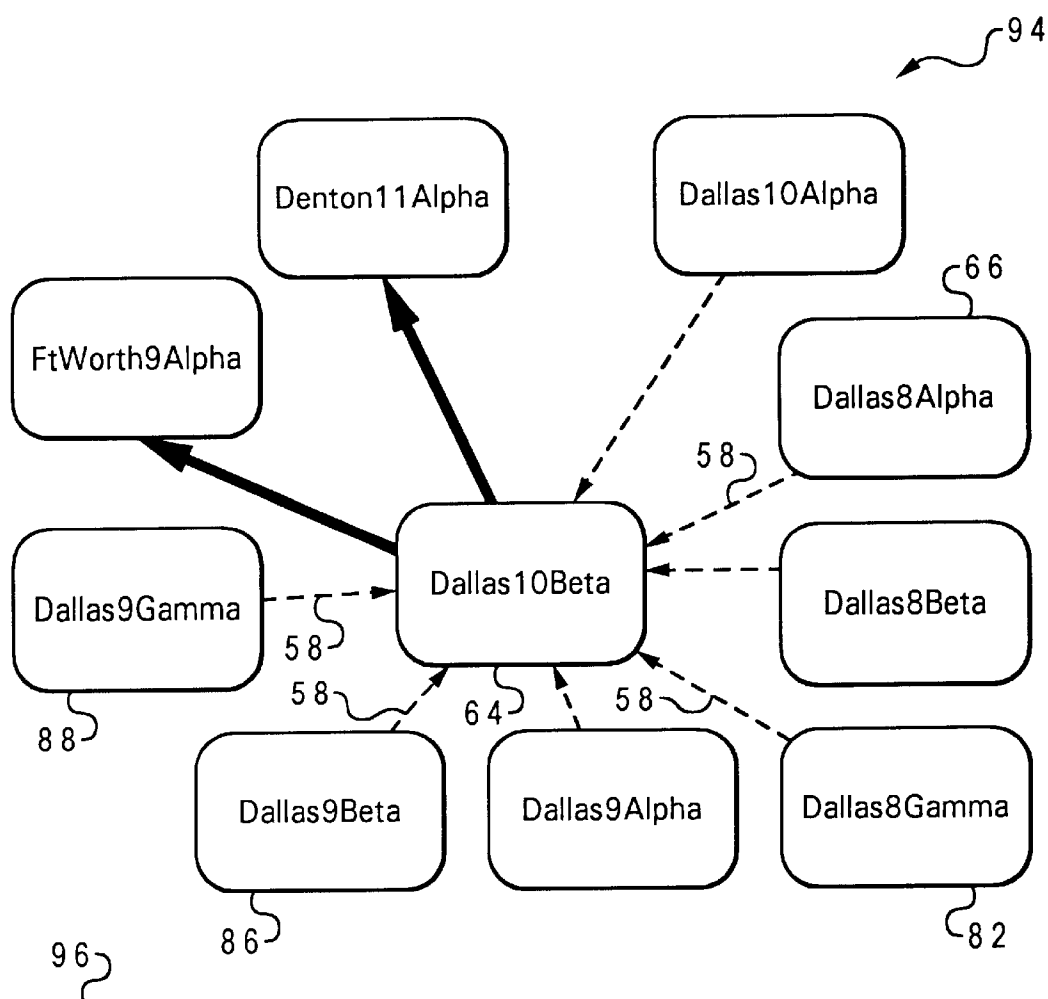 94
Denton11Alpha
Dallas10Alpha
66
FtWorth9Alpha
Dallas8Alpha
58
Dallas10Beta
Dallas8Beta
Dallas9Gamma
58
58
64
58
88
Dallas9Beta
Dallas9Alpha
Dallas8Gamma
86
82
96